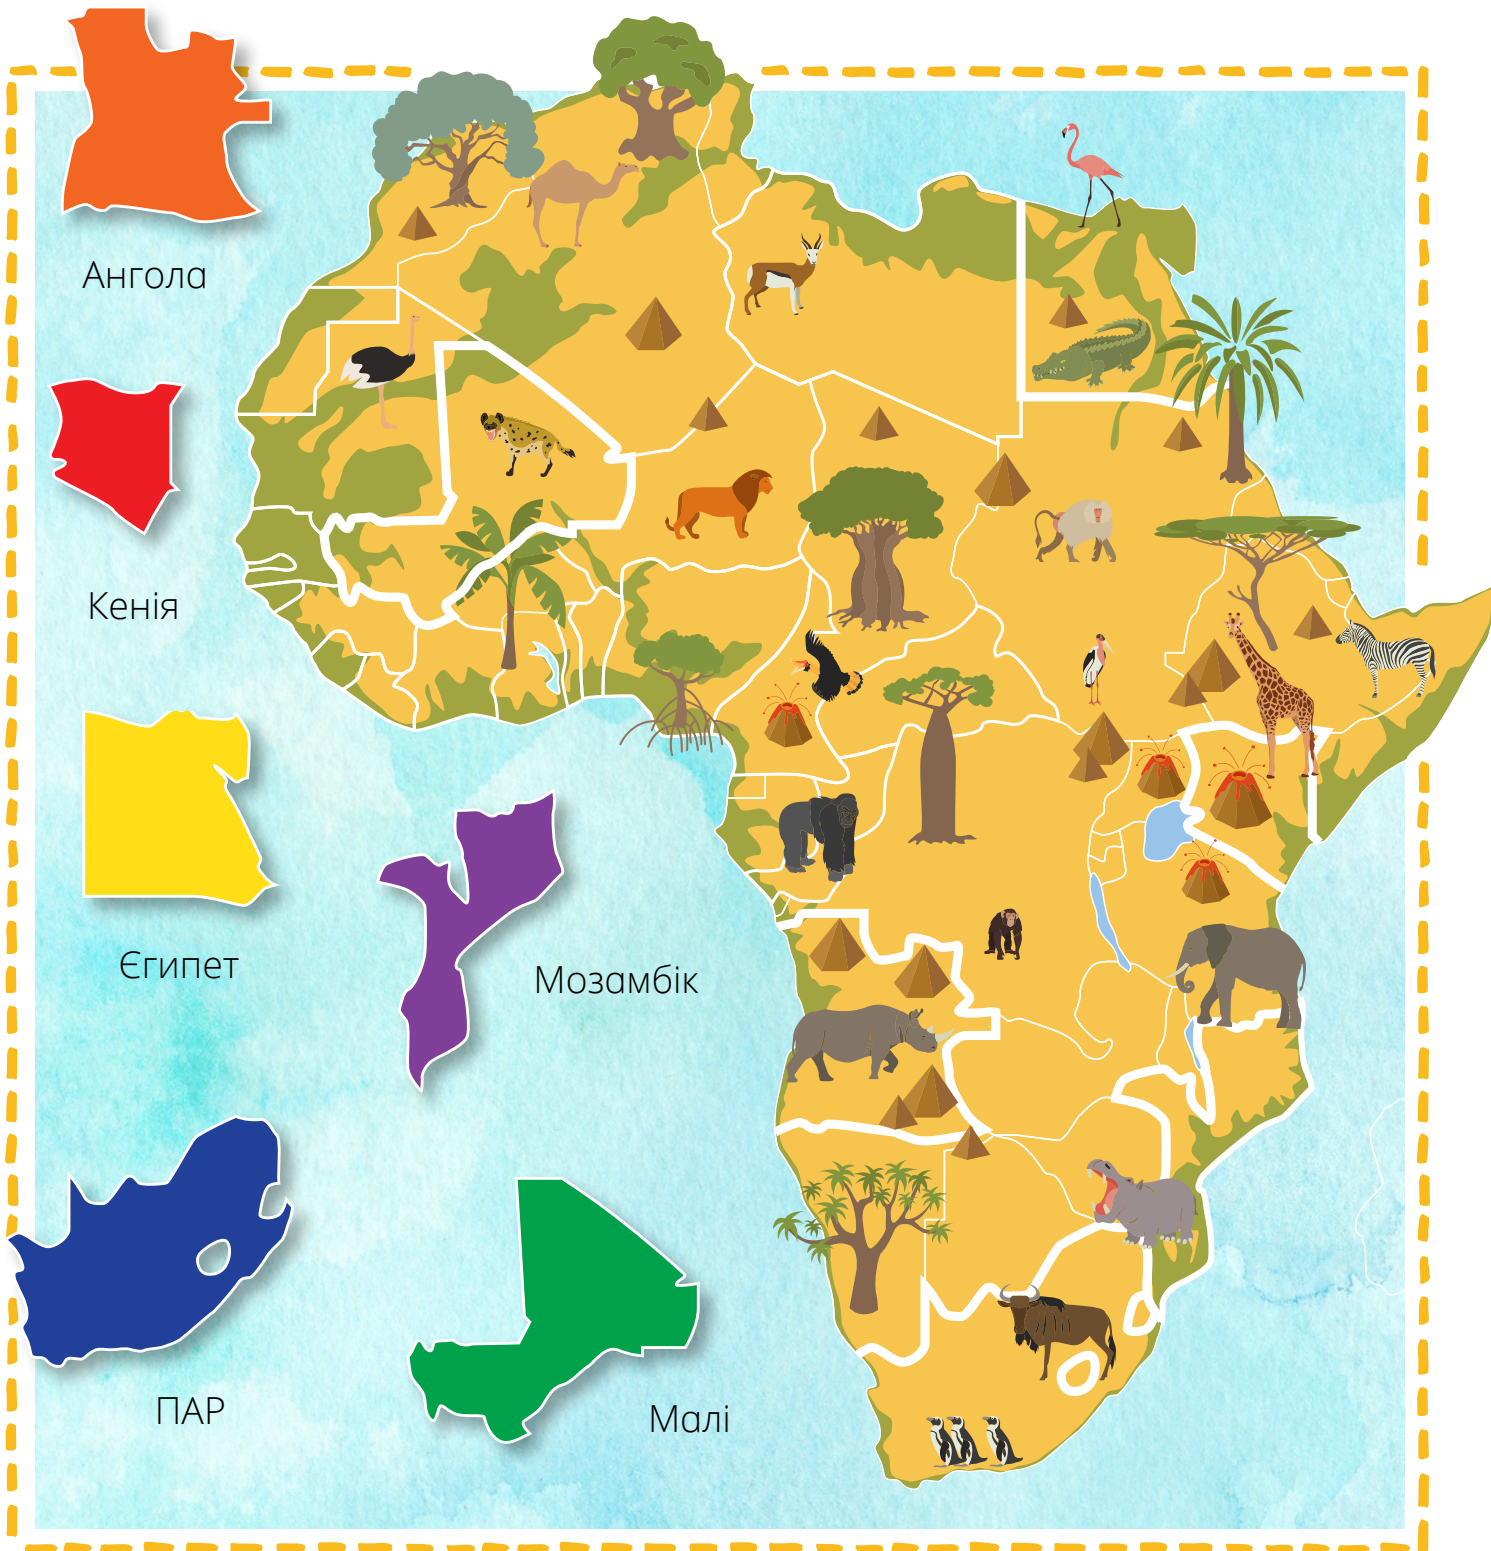 Ангола
Кенія
Єгипет
Мозамбік
ПАР
Малі